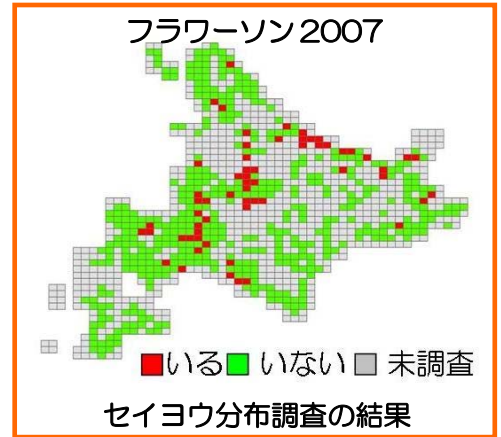 フラワーソン2007
いる いない 未調査
セイヨウ分布調査の結果